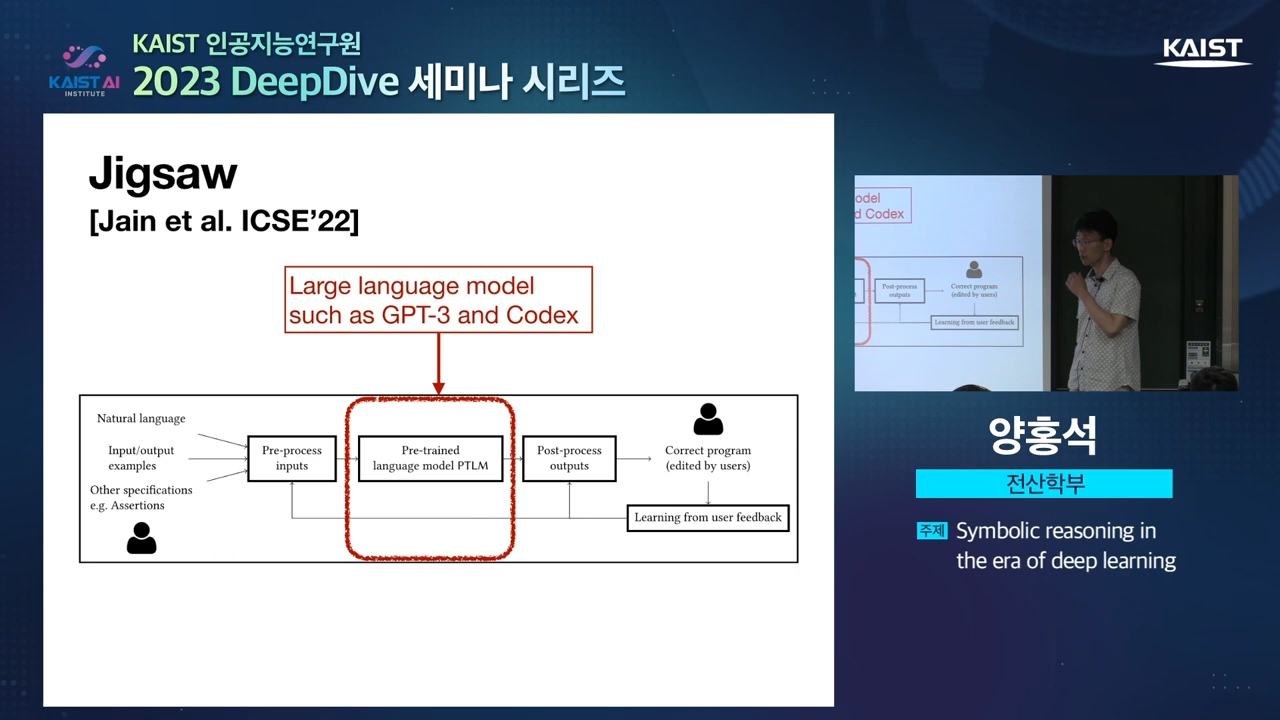 KAIST 인공지능연구원
2023 DeepDive 세미나 시리즈
KAIST AI
INSTITUTE
KAIST
Jigsaw
[Jain et al. ICSE'22]
Large language model
such as GPT-3 and Codex
Natural language
Input/output
examples
Other specifications
e.g. Assertions
Pre-process
inputs
Pre-trained
language model PTLM
Post-process
outputs
Correct program
(edited by users)
Learning from user feedback
odel
d Codex
Post-process
outputs
Correct program
(edited by users)
Learning from user feedback
양홍석
전산학부
주제
Symbolic reasoning in
the era of deep learning